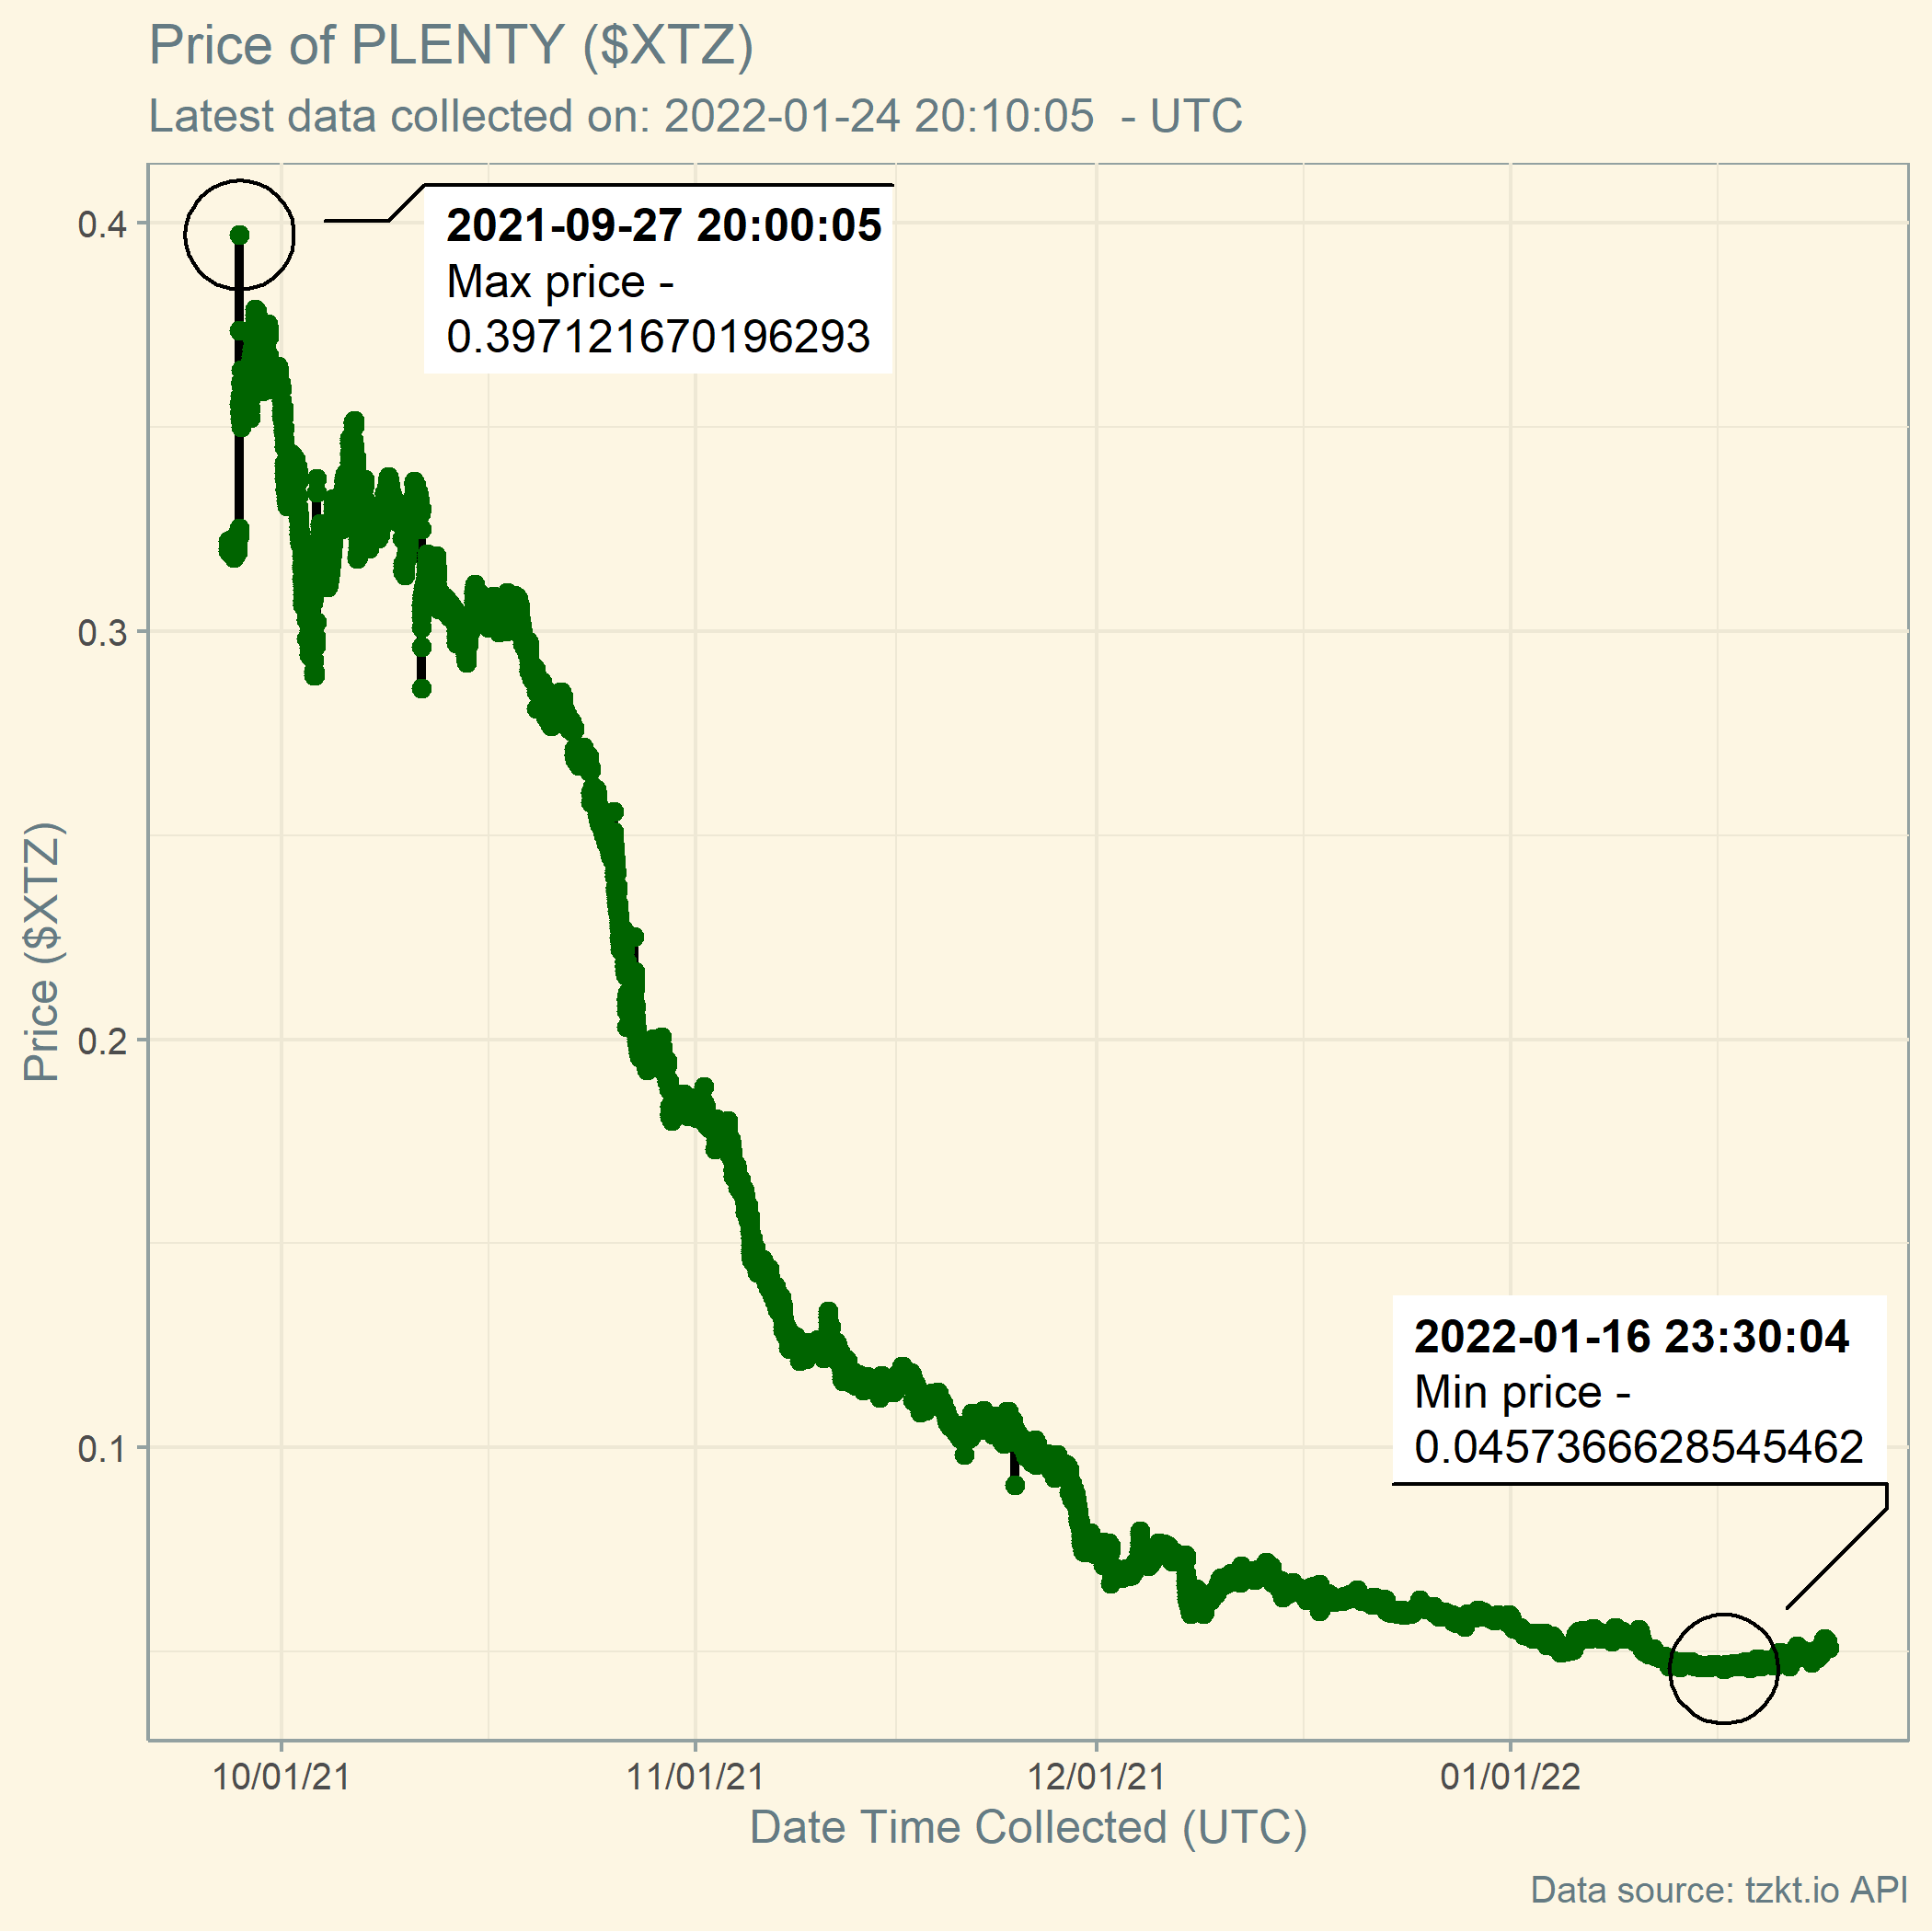 Price of PLENTY ($XTZ)
Latest data collected on: 2022-01-24 20:10:05  - UTC
2021-09-27 20:00:05
Max price -
0.397121670196293
0.4
0.3
0.2
0.1
Price ($XTZ)
2022-01-16 23:30:04
Min price -
0.0457366628545462
10/01/21
11/01/21
12/01/21
01/01/22
Date Time Collected (UTC)
Data source: tzkt.io API